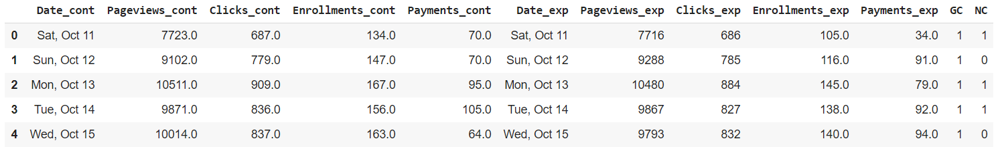 Date_cont Pageviews_cont Clicks_cont Enrollments_cont Payments_cont Date_exp Pageviews_exp Clicks_exp Enrollments_exp Payments_exp GC NC
0 Sat, Oct 11 7723.0 687.0 134.0 70.0 Sat, Oct 11 7716 686 105.0 34.0 1 1
1 Sun, Oct 12 9102.0 779.0 147.0 70.0 Sun, Oct 12 9288 785 116.0 91.0 1 0
2 Mon, Oct 13 10511.0 909.0 167.0 95.0 Mon, Oct 13 10480 884 145.0 79.0 1 1
3 Tue, Oct 14 9871.0 836.0 156.0 105.0 Tue, Oct 14 9867 827 138.0 92.0 1 1
4 Wed, Oct 15 10014.0 837.0 163.0 64.0 Wed, Oct 15 9793 832 140.0 94.0 1 0